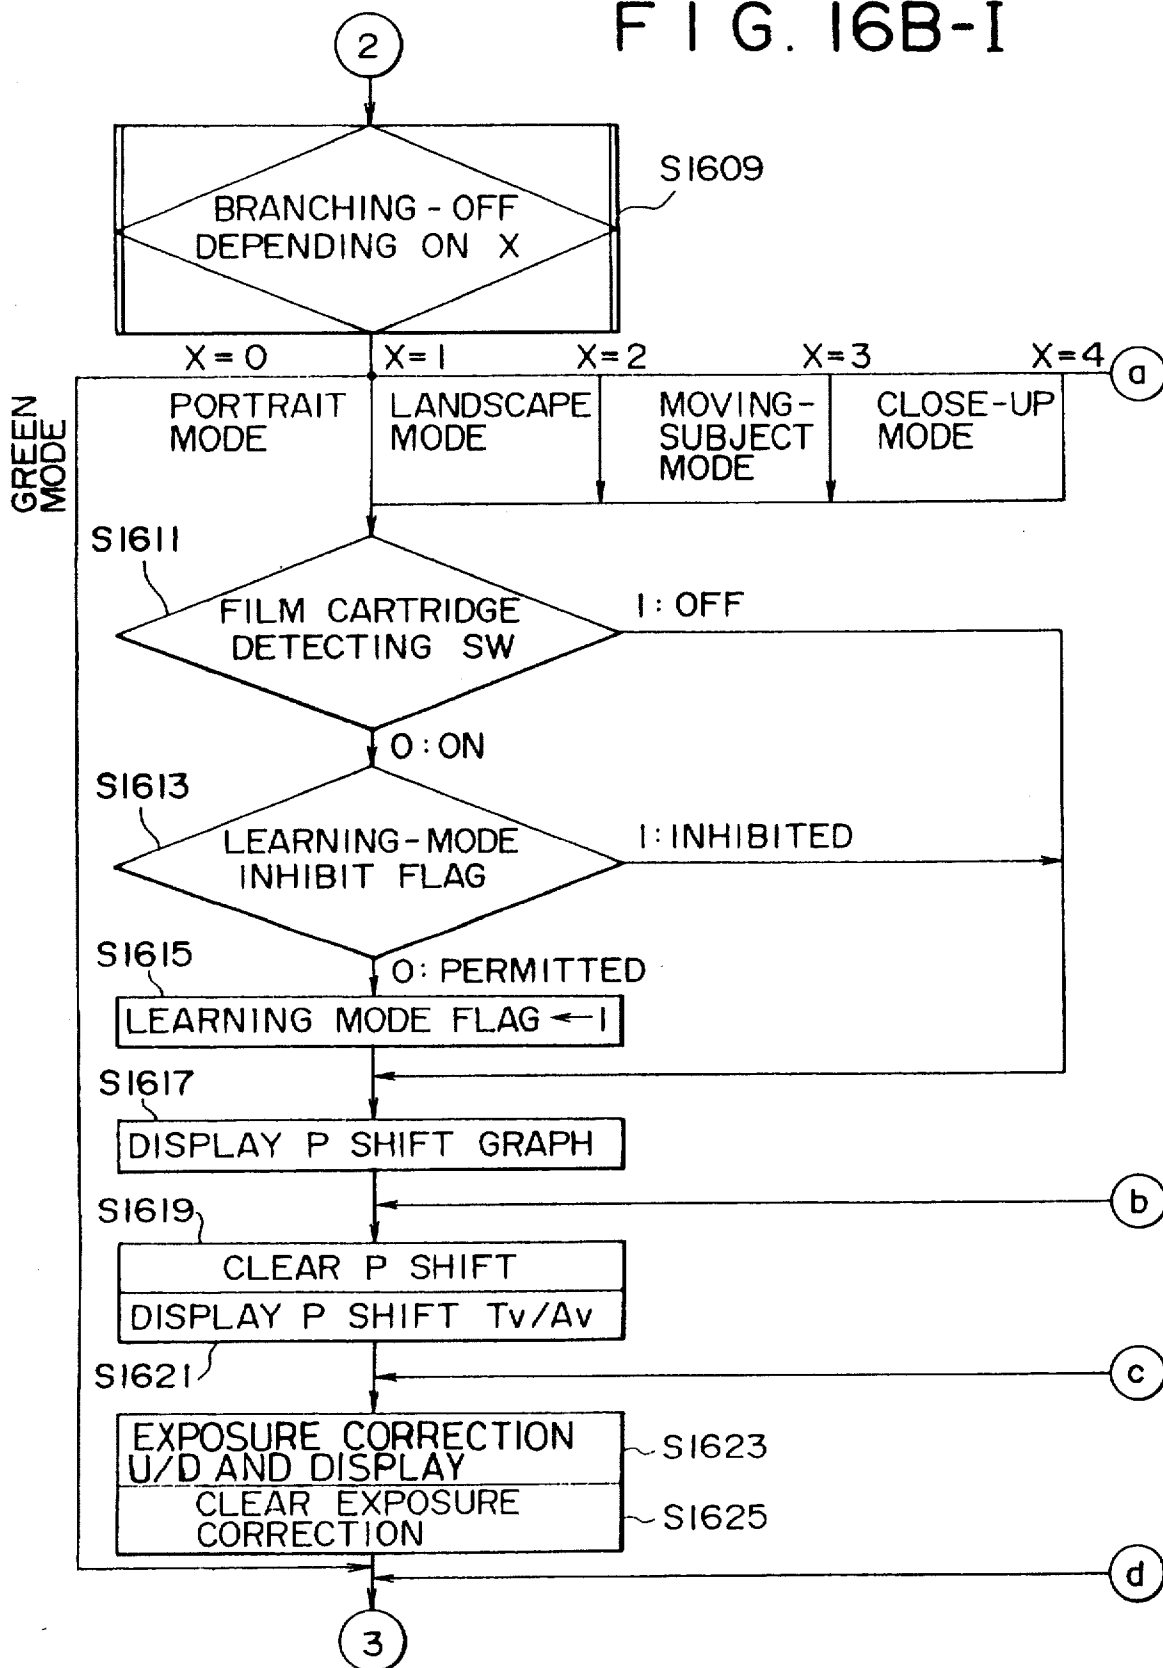 FIG. 16B-I
2
S1609
BRANCHING-OFF
DEPENDING ON X
X=0
X=1
X=2
X=3
X=4
a
GREEN
MODE
PORTRAIT
MODE
LANDSCAPE
MODE
MOVING-
SUBJECT
MODE
CLOSE-UP
MODE
S1611
FILM CARTRIDGE
DETECTING SW
1:OFF
0:ON
S1613
LEARNING-MODE
INHIBIT FLAG
1:INHIBITED
0:PERMITTED
S1615
LEARNING MODE FLAG←1
S1617
DISPLAY P SHIFT GRAPH
b
S1619
CLEAR P SHIFT
DISPLAY P SHIFT Tv/Av
S1621
c
EXPOSURE CORRECTION
U/D AND DISPLAY
S1623
CLEAR EXPOSURE
CORRECTION
S1625
d
3